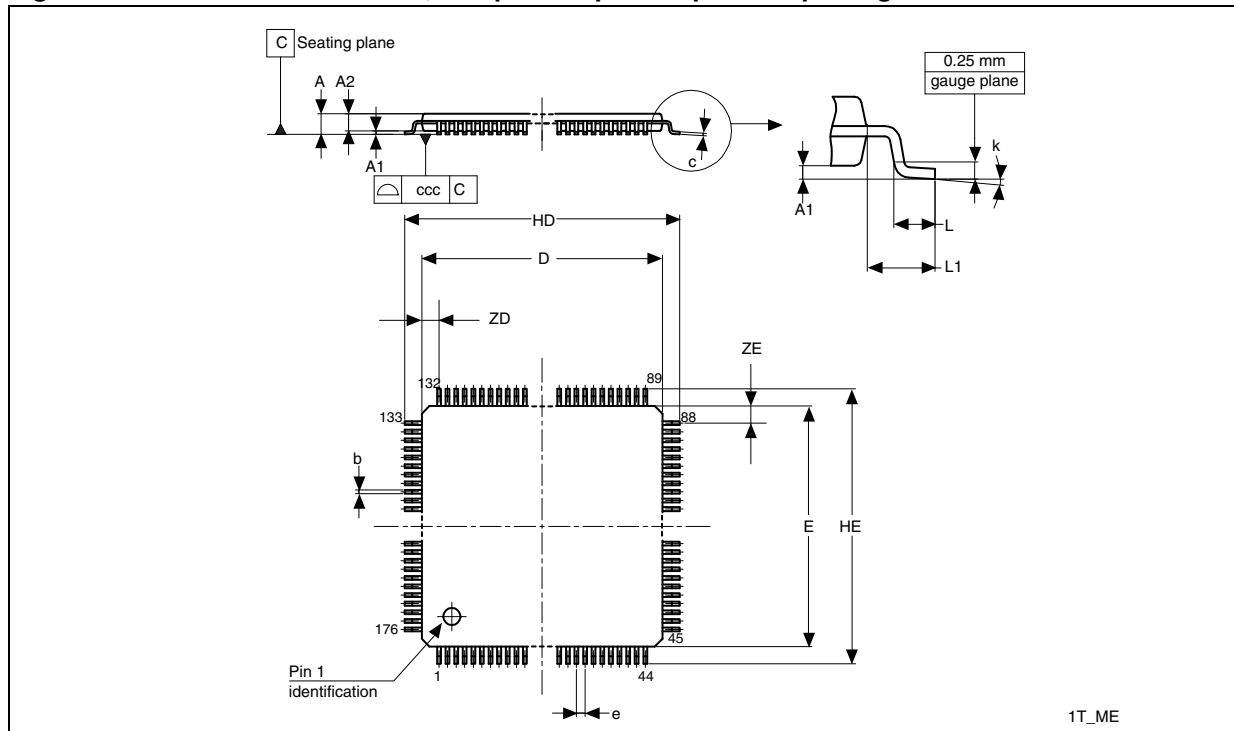 C Seating plane
0.25 mm
gauge plane
A A2
k
A1
c
ccc C
A1
HD
L
D
L1
ZD
ZE
132 89
133 88
b
E HE
176 45
Pin 1
identification
1 44
e
1T_ME